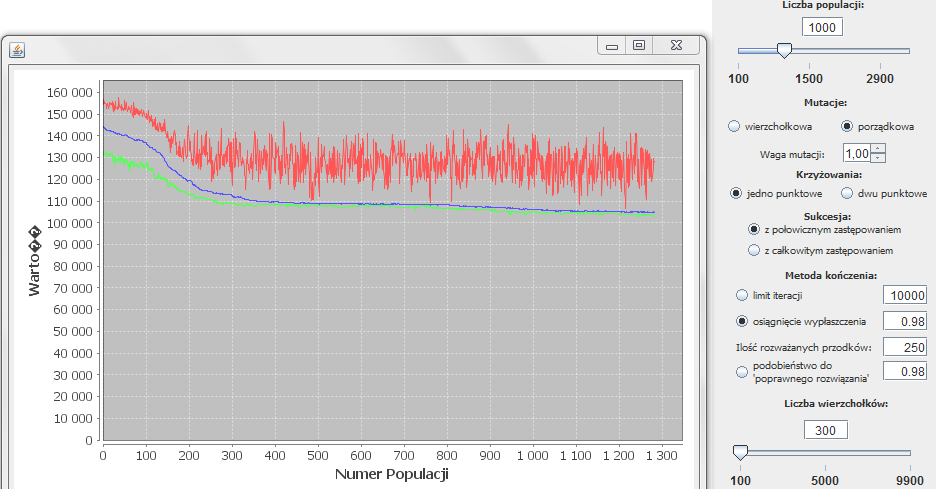 Liczba populacji:
1000
100 1500 2900
Mutacje:
wierzchołkowa porządkowa
Waga mutacji: 1,00
Krzyżowania:
jedno punktowe dwu punktowe
Sukcesja:
z połowicznym zastępowaniem
z całkowitym zastępowaniem
Metoda kończenia:
limit iteracji 10000
osiągnięcie wypłaszczenia 0.98
Ilość rozważanych przodków: 250
podobieństwo do
'poprawnego rozwiązania' 0.98
Liczba wierzchołków:
300
100 5000 9900
160 000
150 000
140 000
130 000
120 000
110 000
100 000
90 000
80 000
70 000
60 000
50 000
40 000
30 000
20 000
10 000
0
Warto��
0 100 200 300 400 500 600 700 800 900 1 000 1 100 1 200 1 300
Numer Populacji